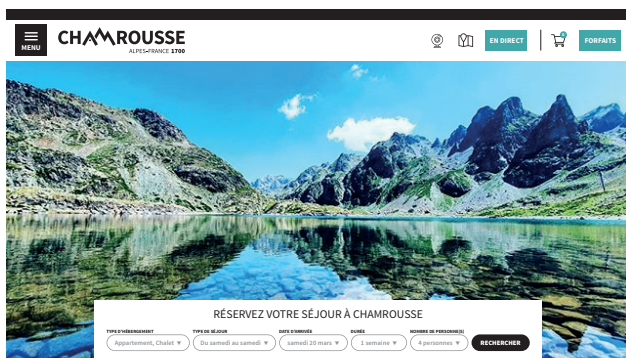 MENU
CHAMROUSSE
ALPES-FRANCE 1700
EN DIRECT
0
FORFAITS
RÉSERVEZ VOTRE SÉJOUR À CHAMROUSSE
TYPE D'HÉBERGEMENT TYPE DE SÉJOUR DATE D'ARRIVÉE DURÉE NOMBRE DE PERSONNE(S)
Appartement, Chalet Du samedi au samedi samedi 20 mars 1 semaine 4 personnes RECHERCHER